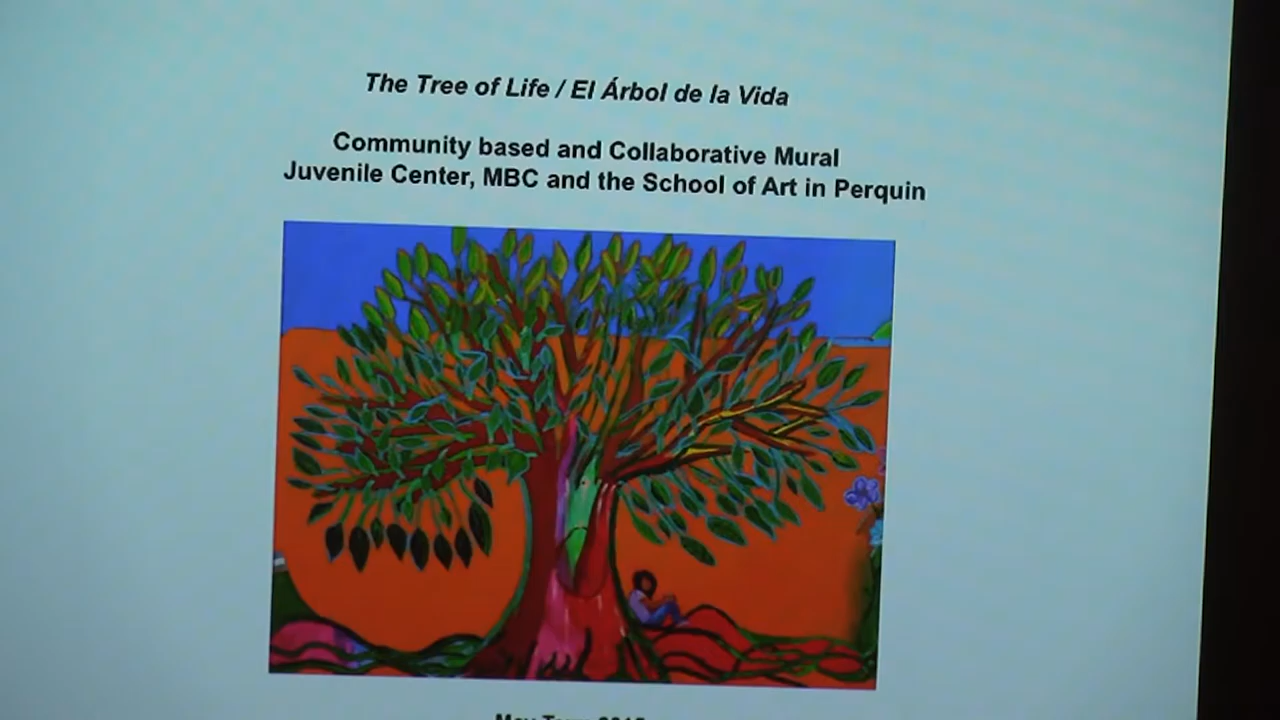 The Tree of Life / El Árbol de la Vida
Community based and Collaborative Mural
Juvenile Center, MBC and the School of Art in Perquin